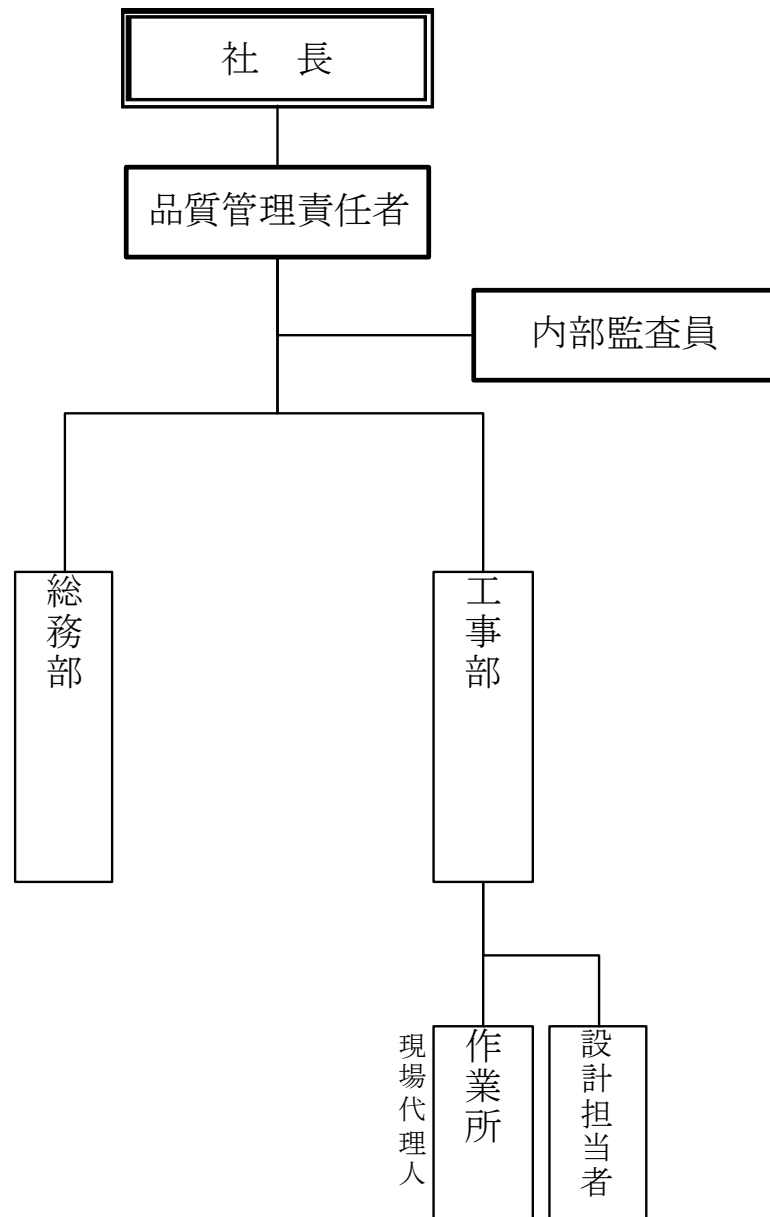 社　長
品質管理責任者
内部監査員
総務部
工事部
現場代理人
作業所
設計担当者